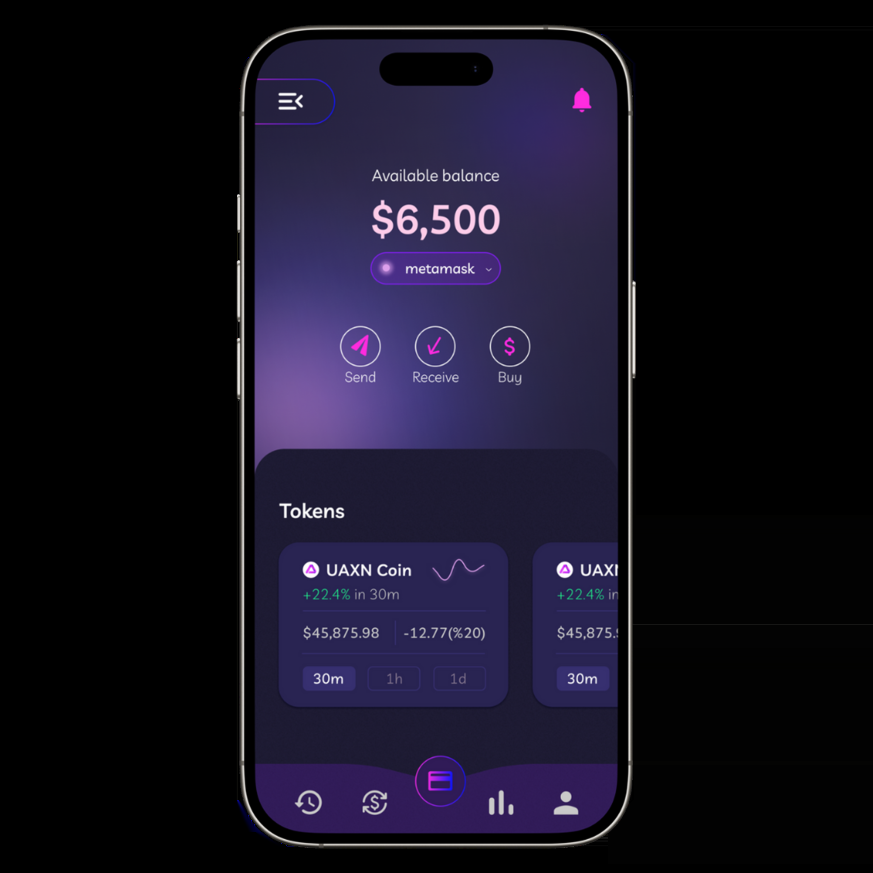 Available balance
$6,500
metamask
Send Receive Buy
Tokens
UAXN Coin
+22.4% in 30m
$45,875.98 -12.77(%20)
30m 1h 1d
UAXN
+22.4% in
$45,875.9
30m